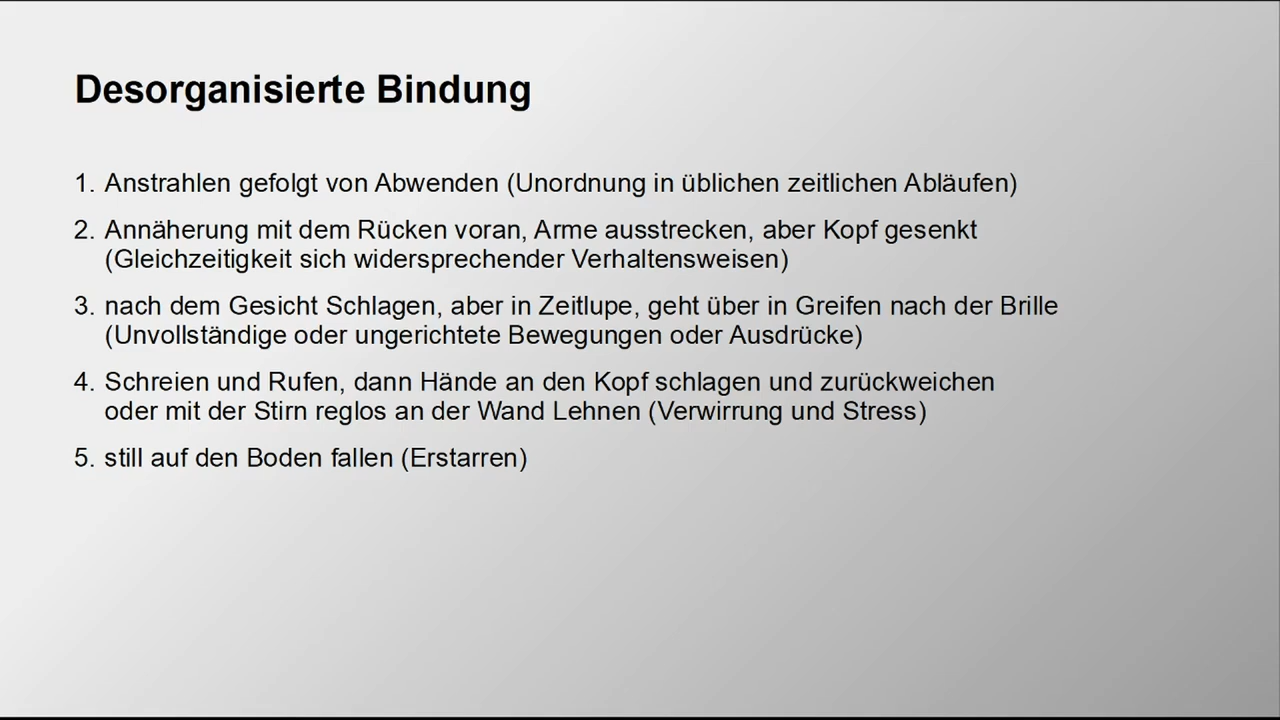 Desorganisierte Bindung
1. Anstrahlen gefolgt von Abwenden (Unordnung in üblichen zeitlichen Abläufen)
2. Annäherung mit dem Rücken voran, Arme ausstrecken, aber Kopf gesenkt
(Gleichzeitigkeit sich widersprechender Verhaltensweisen)
3. nach dem Gesicht Schlagen, aber in Zeitlupe, geht über in Greifen nach der Brille
(Unvollständige oder ungerichtete Bewegungen oder Ausdrücke)
4. Schreien und Rufen, dann Hände an den Kopf schlagen und zurückweichen
oder mit der Stirn reglos an der Wand Lehnen (Verwirrung und Stress)
5. still auf den Boden fallen (Erstarren)